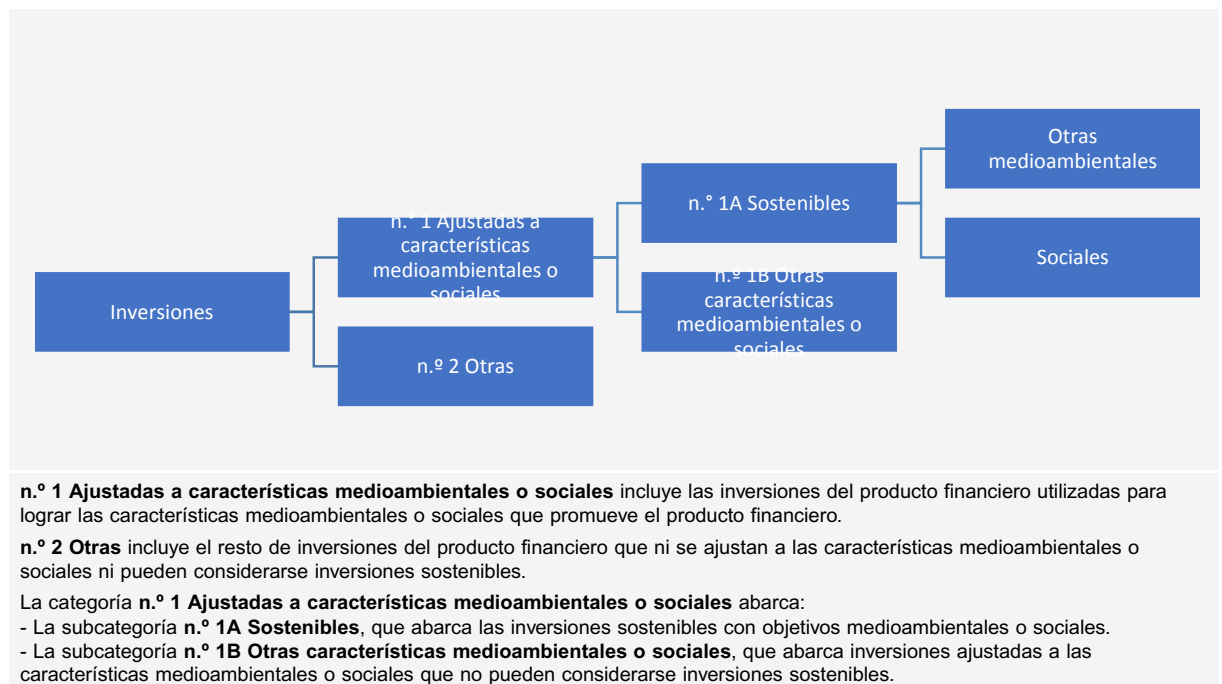 Otras
medioambientales
n.° 1A Sostenibles
n.° 1 Ajustadas a
características
medioambientales o
sociales
Sociales
n.º 1B Otras
características
medioambientales o
sociales
Inversiones
n.º 2 Otras
n.º 1 Ajustadas a características medioambientales o sociales incluye las inversiones del producto financiero utilizadas para
lograr las características medioambientales o sociales que promueve el producto financiero.
n.º 2 Otras incluye el resto de inversiones del producto financiero que ni se ajustan a las características medioambientales o
sociales ni pueden considerarse inversiones sostenibles.
La categoría n.º 1 Ajustadas a características medioambientales o sociales abarca:
- La subcategoría n.º 1A Sostenibles, que abarca las inversiones sostenibles con objetivos medioambientales o sociales.
- La subcategoría n.º 1B Otras características medioambientales o sociales, que abarca inversiones ajustadas a las
características medioambientales o sociales que no pueden considerarse inversiones sostenibles.